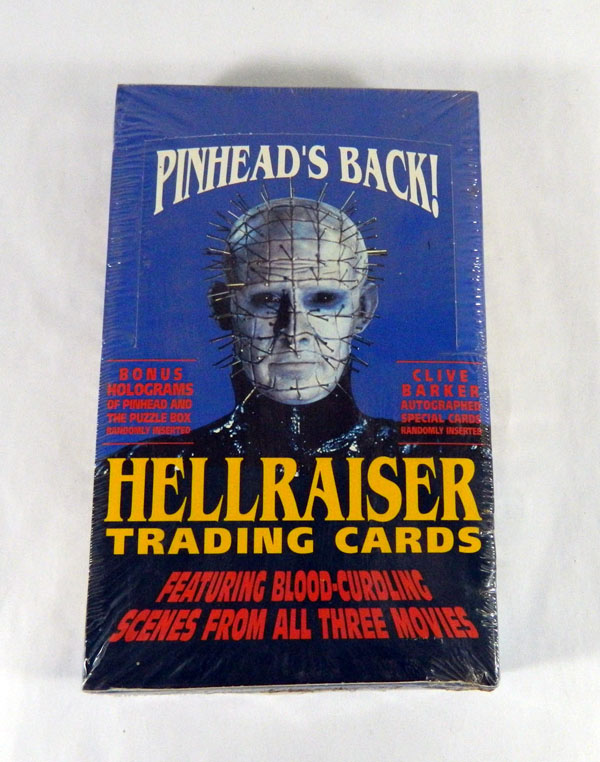 PINHEAD'S BACK!
BONUS
HOLOGRAMS
OF PINHEAD AND
THE PUZZLE BOX
RANDOMLY INSERTED
CLIVE
BARKER
AUTOGRAPHED
SPECIAL CARDS
RANDOMLY INSERTED
HELLRAISER
TRADING CARDS
FEATURING BLOOD-CURDLING
SCENES FROM ALL THREE MOVIES